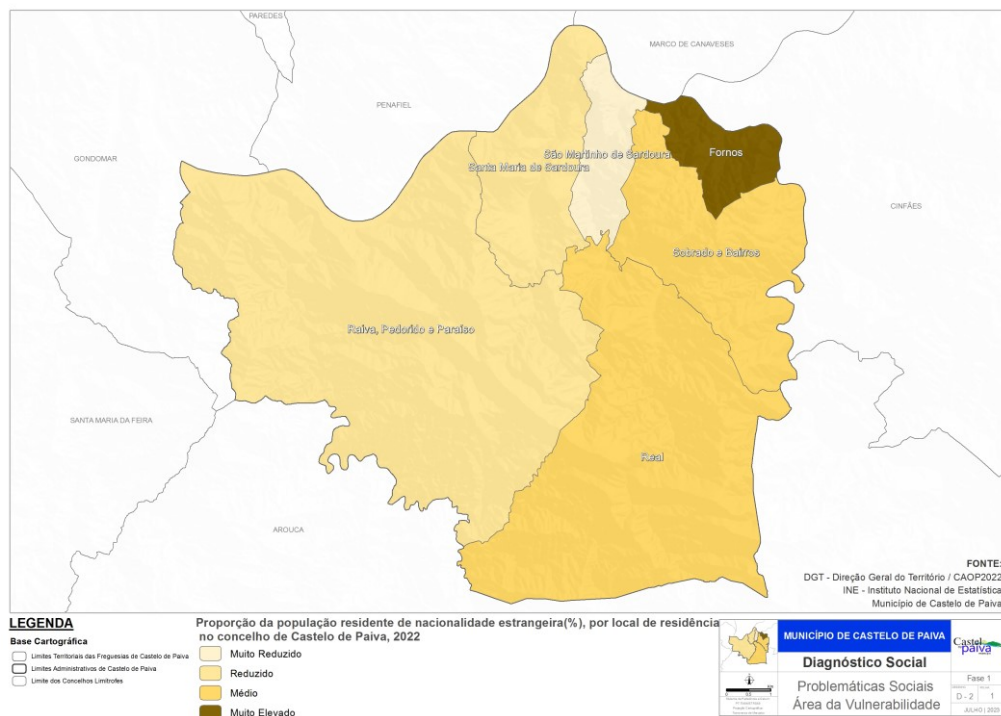 PAREDES
MARCO DE CANAVESES
PENAFIEL
GONDOMAR
São Martinho de Sardoura
Fornos
Santa Maria de Sardoura
CINFÃES
Sobrado e Bairros
Raiva, Pedorido e Paraíso
SANTA MARIA DA FEIRA
Real
AROUCA
FONTE:
DGT - Direção Geral do Território / CAOP2022
INE - Instituto Nacional de Estatística
Município de Castelo de Paiva
LEGENDA
Base Cartográfica
Limites Territoriais das Freguesias de Castelo de Paiva
Limites Administrativos de Castelo de Paiva
Limite dos Concelhos Limítrofes
Proporção da população residente de nacionalidade estrangeira(%), por local de residência
no concelho de Castelo de Paiva, 2022
Muito Reduzido
Reduzido
Médio
Muito Elevado
MUNICÍPIO DE CASTELO DE PAIVA
Diagnóstico Social
Problemáticas Sociais
Área da Vulnerabilidade
paiva
Fase 1
D - 2
1